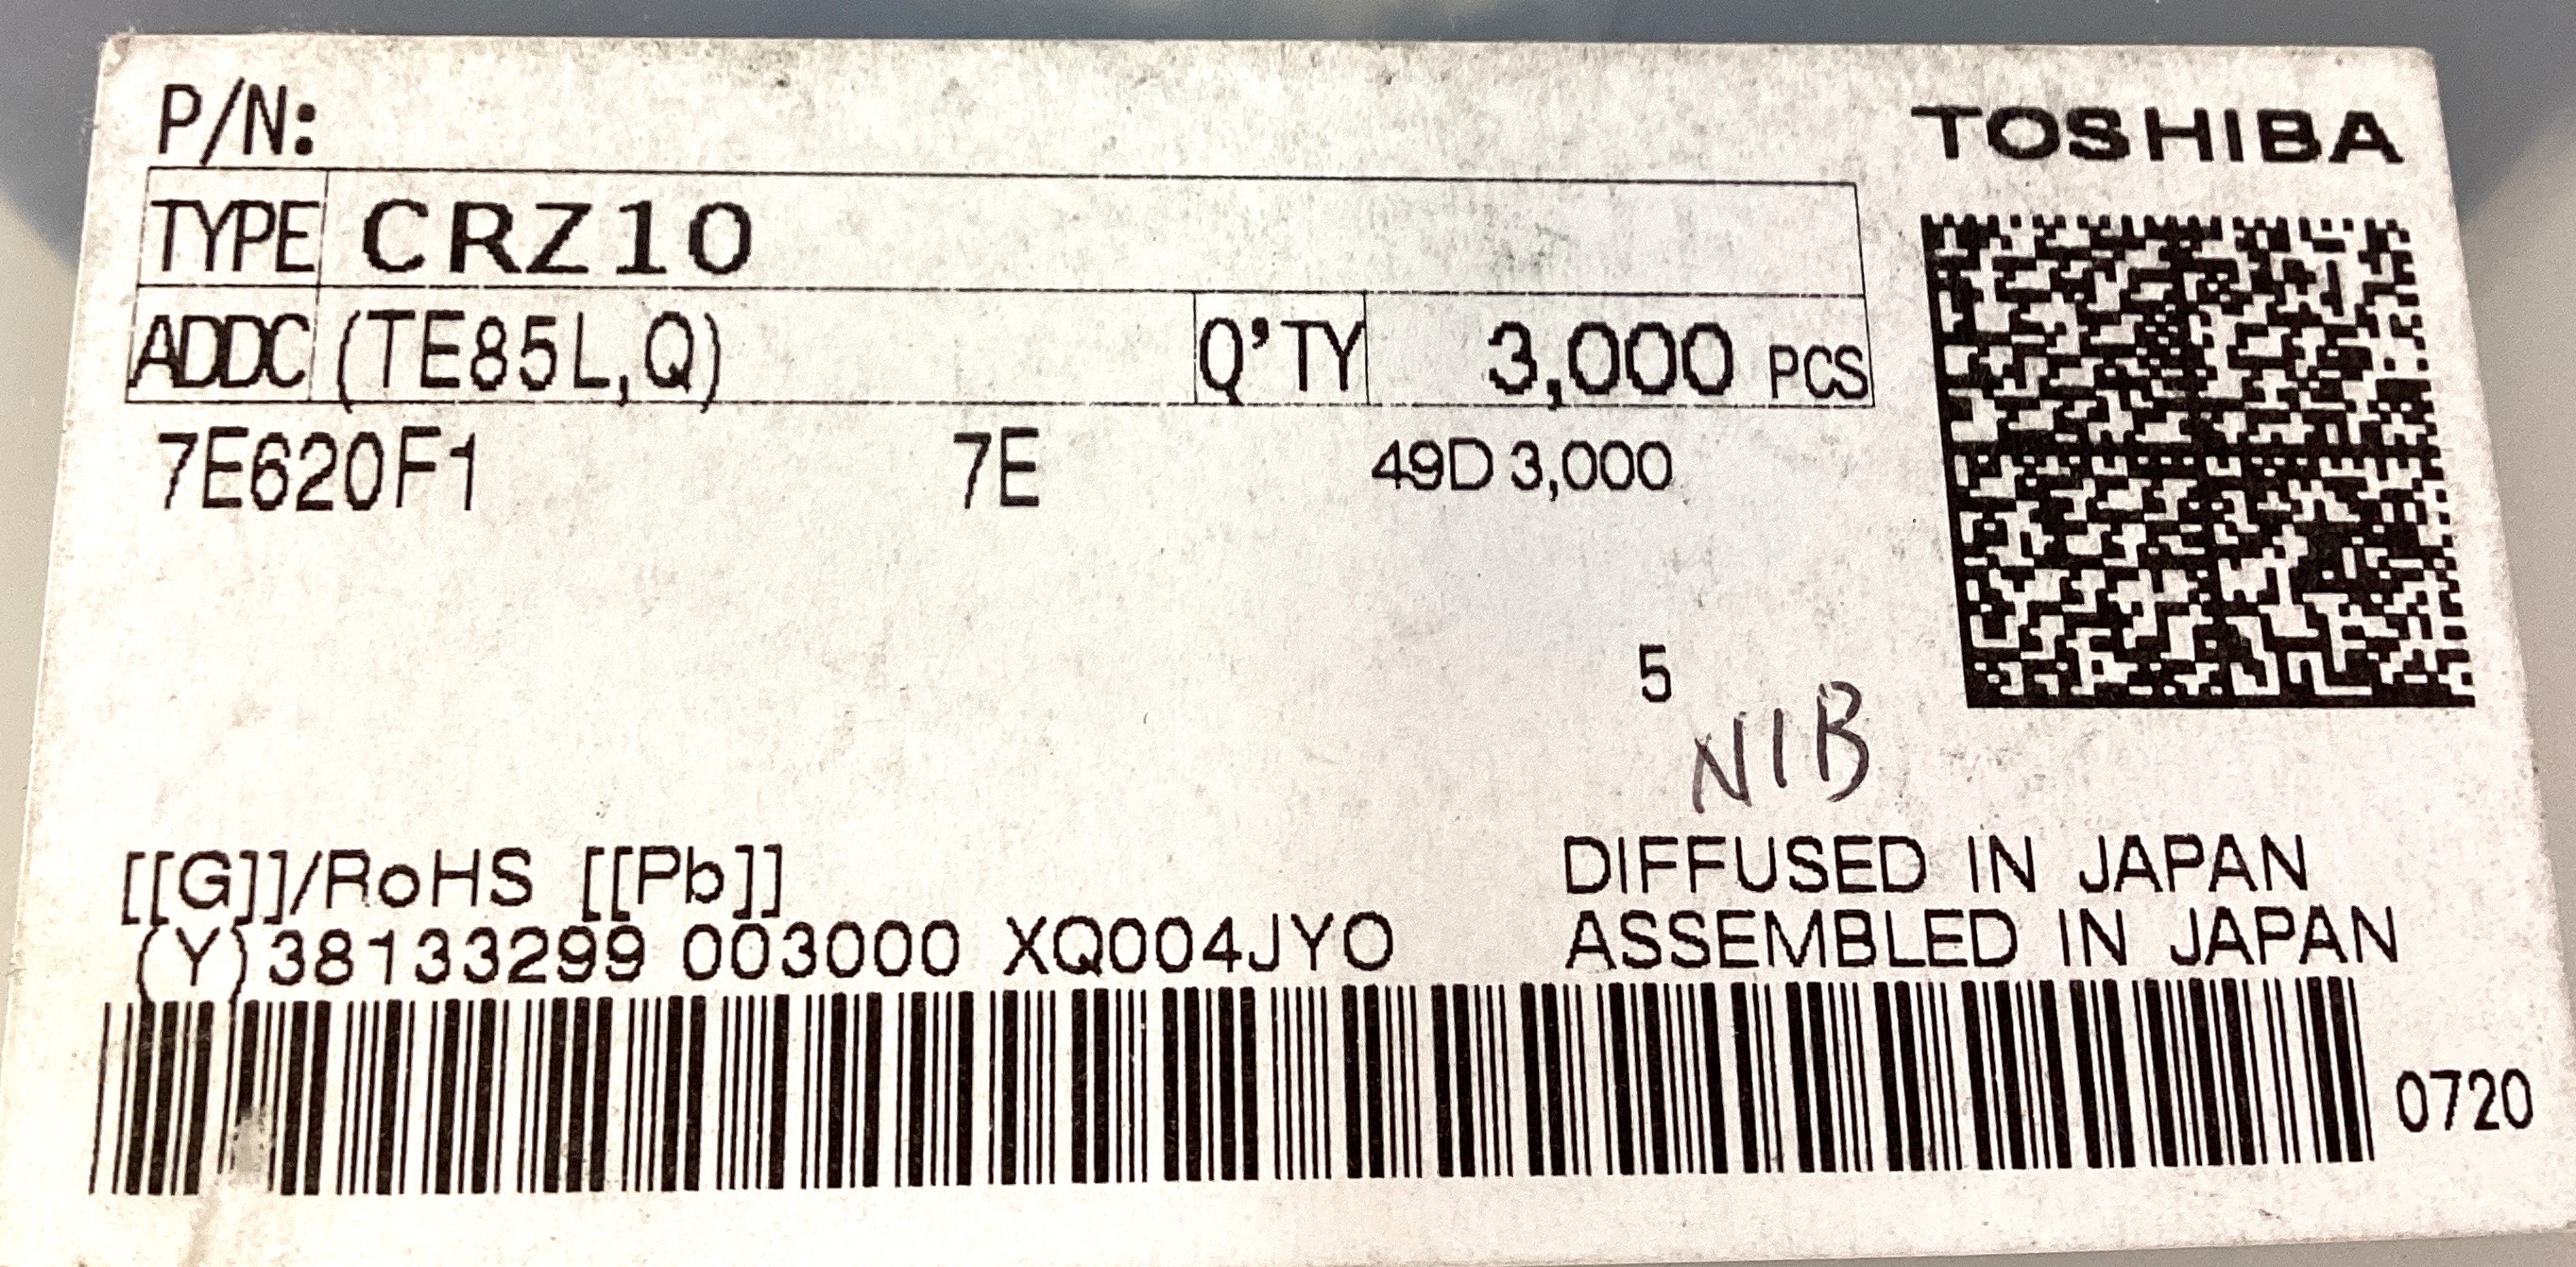 P/N:
TOSHIBA
TYPE CRZ10
ADDC (TE85L,Q) Q'TY 3,000 PCS
7E620F1 7E 49D 3,000
5
NIB
[[G]]/RoHS [[Pb]]
DIFFUSED IN JAPAN
(Y)38133299 003000 XQ004JYO
ASSEMBLED IN JAPAN
0720